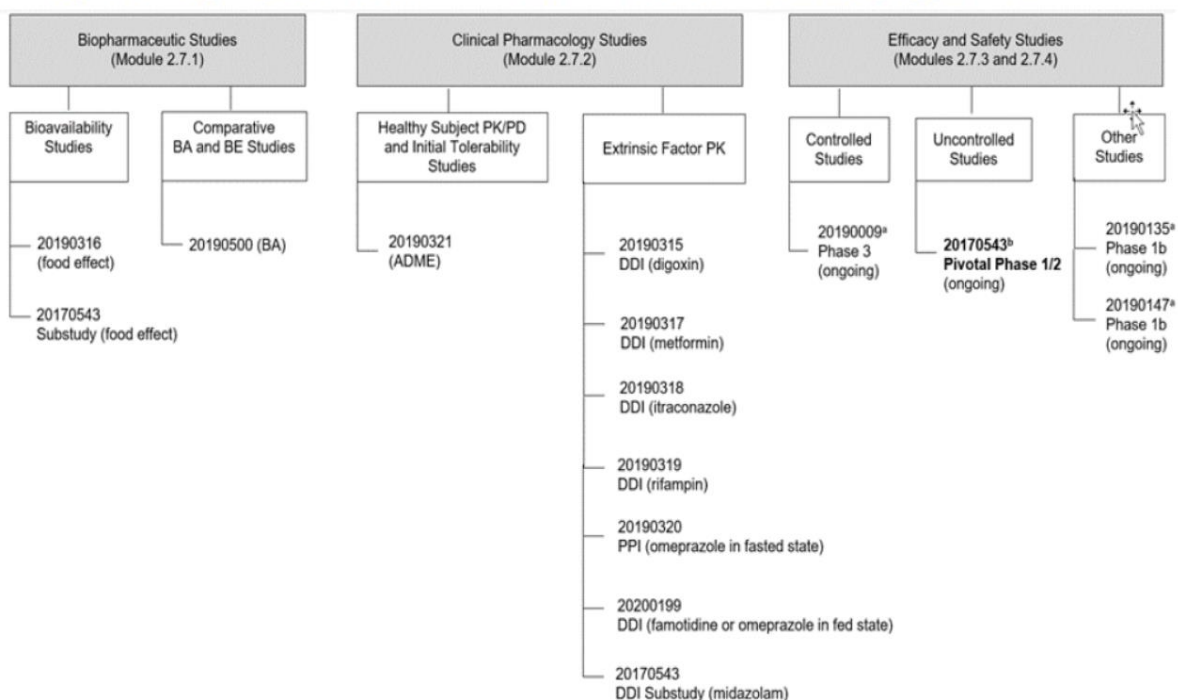 Biopharmaceutic Studies
(Module 2.7.1)
Bioavailability
Studies
Comparative
BA and BE Studies
20190316
(food effect)
20170543
Substudy (food effect)
20190500 (BA)
Clinical Pharmacology Studies
(Module 2.7.2)
Healthy Subject PK/PD
and Initial Tolerability
Studies
Extrinsic Factor PK
20190321
(ADME)
20190315
DDI (digoxin)
20190317
DDI (metformin)
20190318
DDI (itraconazole)
20190319
DDI (rifampin)
20190320
PPI (omeprazole in fasted state)
20200199
DDI (famotidine or omeprazole in fed state)
20170543
DDI Substudy (midazolam)
Efficacy and Safety Studies
(Modules 2.7.3 and 2.7.4)
Controlled
Studies
Uncontrolled
Studies
Other
Studies
20190009ᵃ
Phase 3
(ongoing)
20170543ᵇ
Pivotal Phase 1/2
(ongoing)
20190135ᵃ
Phase 1b
(ongoing)
20190147ᵃ
Phase 1b
(ongoing)